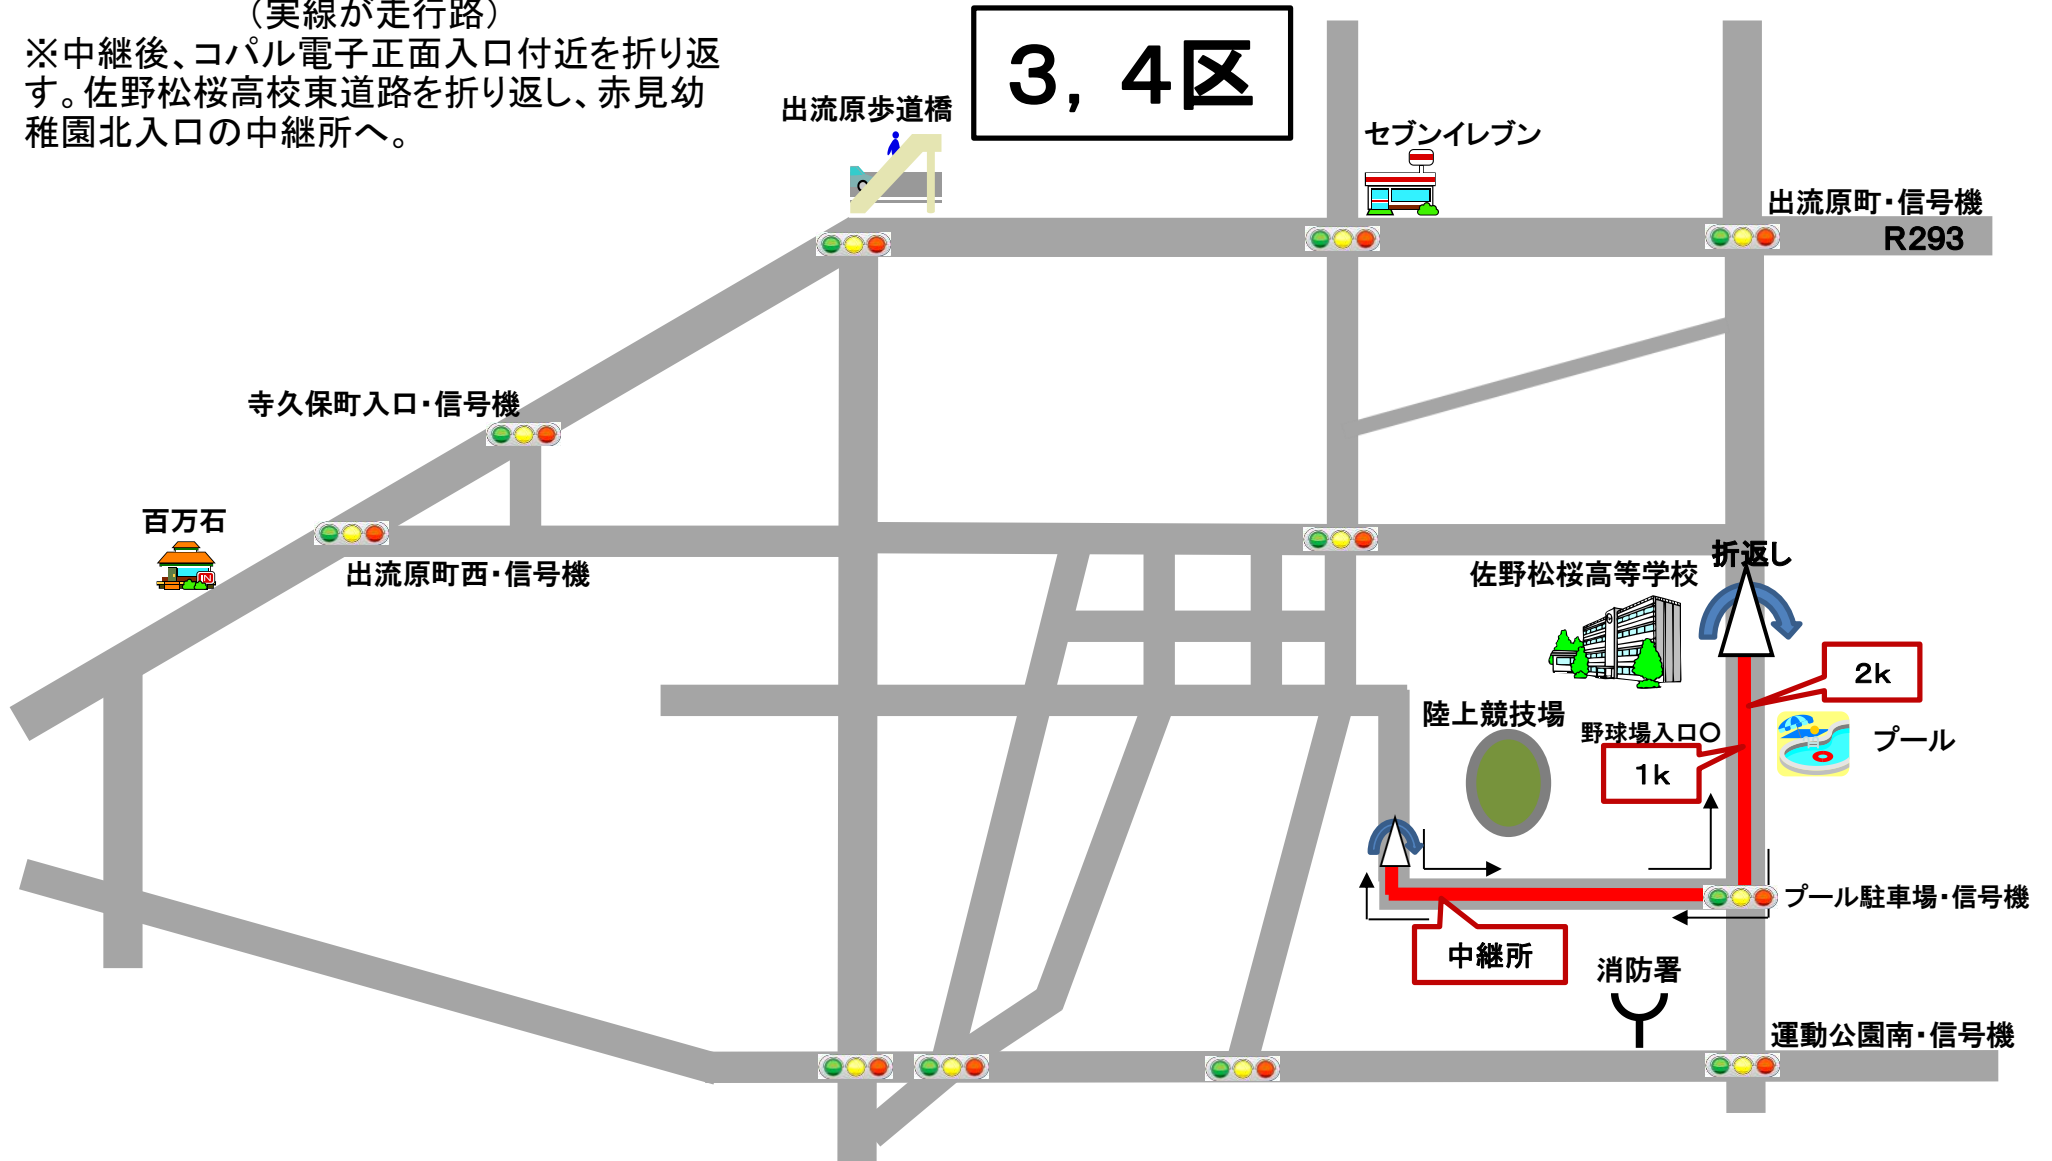 （実線が走行路）
※中継後、コパル電子正面入口付近を折り返
す。佐野松桜高校東道路を折り返し、赤見幼
稚園北入口の中継所へ。
３，４区
出流原歩道橋
セブンイレブン
出流原町・信号機
R293
寺久保町入口・信号機
百万石
出流原町西・信号機
折返し
佐野松桜高等学校
2k
陸上競技場
野球場入口○
プール
1k
プール駐車場・信号機
中継所
消防署
運動公園南・信号機